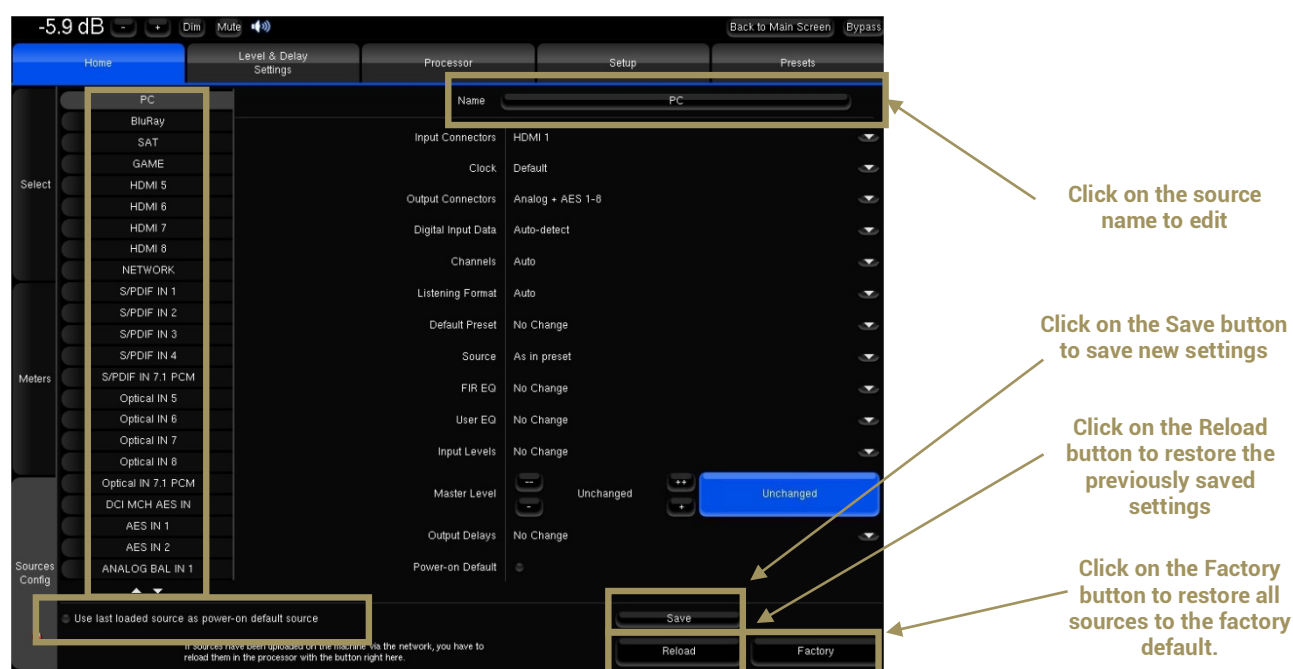 -5.9 dB - + Dim Mute Back to Main Screen Bypass
Home Level & Delay Settings Processor Setup Presets
Select
Meters
Sources
Config
PC
BluRay
SAT
GAME
HDMI 5
HDMI 6
HDMI 7
HDMI 8
NETWORK
S/PDIF IN 1
S/PDIF IN 2
S/PDIF IN 3
S/PDIF IN 4
S/PDIF IN 7.1 PCM
Optical IN 5
Optical IN 6
Optical IN 7
Optical IN 8
Optical IN 7.1 PCM
DCI MCH AES IN
AES IN 1
AES IN 2
ANALOG BAL IN 1
Name PC
Input Connectors HDMI 1
Clock Default
Output Connectors Analog + AES 1-8
Digital Input Data Auto-detect
Channels Auto
Listening Format Auto
Default Preset No Change
Source As in preset
FIR EQ No Change
User EQ No Change
Input Levels No Change
Master Level -- - Unchanged ++ + Unchanged
Output Delays No Change
Power-on Default
Use last loaded source as power-on default source
If sources have been uploaded on the machine via the network, you have to
reload them in the processor with the button right here.
Save
Reload Factory
Click on the source
name to edit
Click on the Save button
to save new settings
Click on the Reload
button to restore the
previously saved
settings
Click on the Factory
button to restore all
sources to the factory
default.